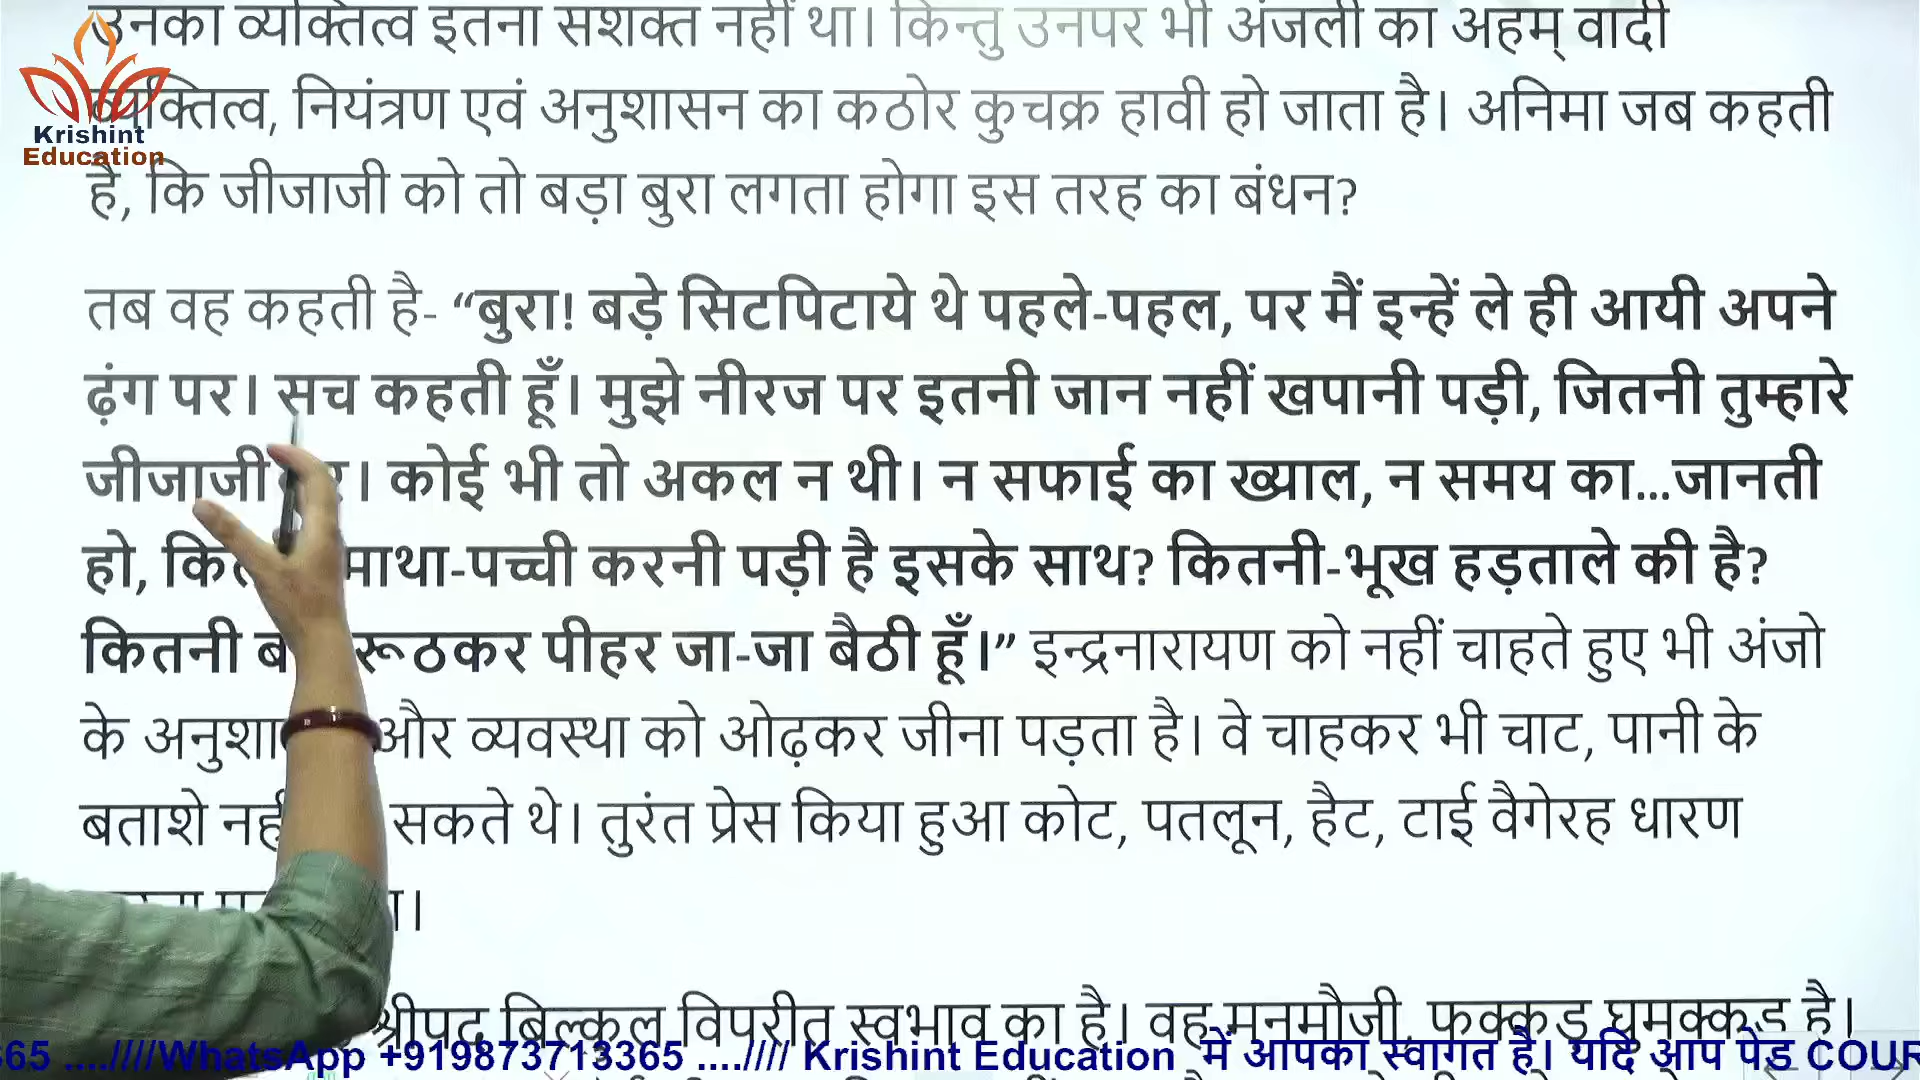 उनका व्यक्तित्व इतना सशक्त नहीं था। किन्तु उनपर भी अंजली का अहम् वादी
व्यक्तित्व, नियंत्रण एवं अनुशासन का कठोर कुचक्र हावी हो जाता है। अनिमा जब कहती
है, कि जीजाजी को तो बड़ा बुरा लगता होगा इस तरह का बंधन?
Krishint
Education
तब वह कहती है- “बुरा! बड़े सिटपिटाये थे पहले-पहल, पर मैं इन्हें ले ही आयी अपने
ढ़ंग पर। सच कहती हूँ। मुझे नीरज पर इतनी जान नहीं खपानी पड़ी, जितनी तुम्हारे
जीजाजी । कोई भी तो अकल न थी। न सफाई का ख्याल, न समय का...जानती
हो, माथा-पच्ची करनी पड़ी है इसके साथ? कितनी-भूख हड़ताले की है?
कितनी रूठकर पीहर जा-जा बैठी हूँ।” इन्द्रनारायण को नहीं चाहते हुए भी अंजो
के और व्यवस्था को ओढ़कर जीना पड़ता है। वे चाहकर भी चाट, पानी के
बताशे सकते थे। तुरंत प्रेस किया हुआ कोट, पतलून, हैट, टाई वैगेरह धारण
श्रीपद बिल्कुल विपरीत स्वभाव का है। वह मनमौजी, फक्कड़ घुमक्कड़ है।
365 ....////WhatsApp +919873713365 ....//// Krishint Education में आपका स्वागत है। यदि आप पेड